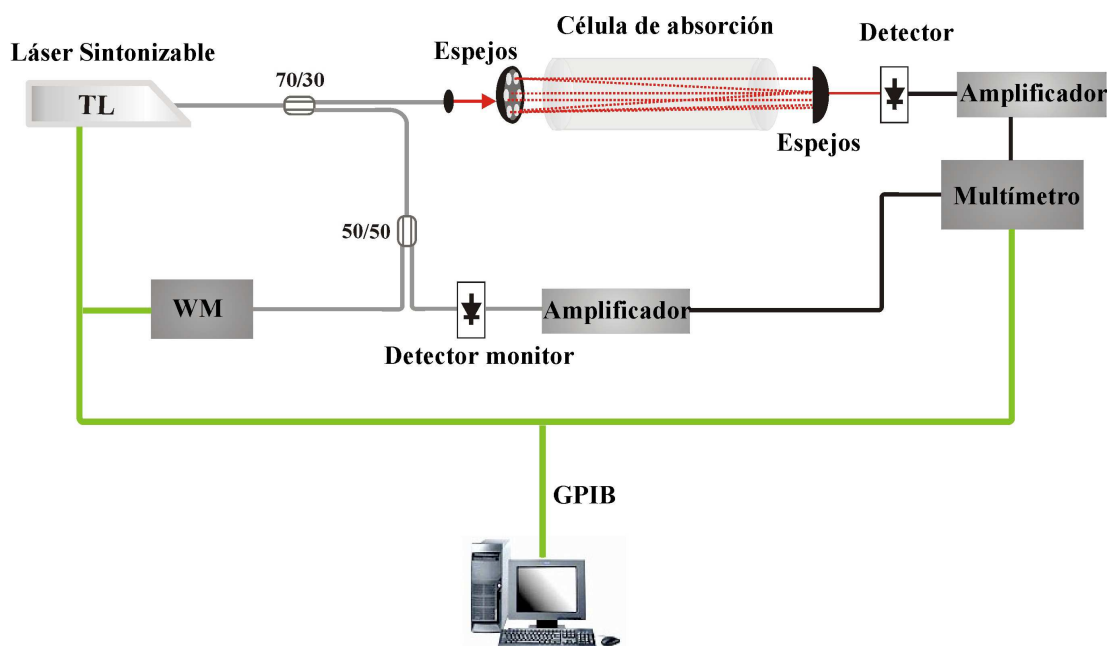 Láser Sintonizable
TL
70/30
Espejos
Célula de absorción
Espejos
Detector
Amplificador
Multímetro
50/50
WM
Detector monitor
Amplificador
GPIB